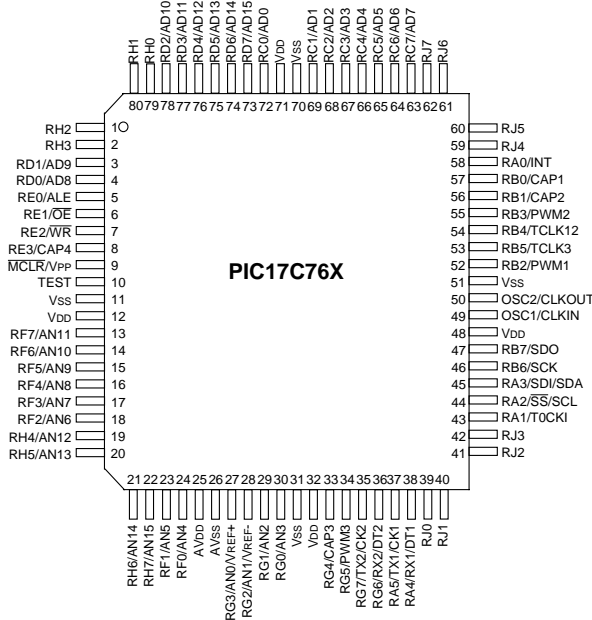 RH1
RH0
RD2/AD10
RD3/AD11
RD4/AD12
RD5/AD13
RD6/AD14
RD7/AD15
RC0/AD0
VDD
VSS
RC1/AD1
RC2/AD2
RC3/AD3
RC4/AD4
RC5/AD5
RC6/AD6
RC7/AD7
RJ7
RJ6
80 79 78 77 76 75 74 73 72 71 70 69 68 67 66 65 64 63 62 61
RH2 1
RH3 2
RD1/AD9 3
RD0/AD8 4
RE0/ALE 5
RE1/O̅E̅ 6
RE2/W̅R̅ 7
RE3/CAP4 8
M̅C̅L̅R̅/VPP 9
TEST 10
VSS 11
VDD 12
RF7/AN11 13
RF6/AN10 14
RF5/AN9 15
RF4/AN8 16
RF3/AN7 17
RF2/AN6 18
RH4/AN12 19
RH5/AN13 20
PIC17C76X
60 RJ5
59 RJ4
58 RA0/INT
57 RB0/CAP1
56 RB1/CAP2
55 RB3/PWM2
54 RB4/TCLK12
53 RB5/TCLK3
52 RB2/PWM1
51 VSS
50 OSC2/CLKOUT
49 OSC1/CLKIN
48 VDD
47 RB7/SDO
46 RB6/SCK
45 RA3/SDI/SDA
44 RA2/S̅S̅/SCL
43 RA1/T0CKI
42 RJ3
41 RJ2
21 22 23 24 25 26 27 28 29 30 31 32 33 34 35 36 37 38 39 40
RH6/AN14
RH7/AN15
RF1/AN5
RF0/AN4
AVDD
AVSS
RG3/AN0/VREF+
RG2/AN1/VREF-
RG1/AN2
RG0/AN3
VSS
VDD
RG4/CAP3
RG5/PWM3
RG7/TX2/CK2
RG6/RX2/DT2
RA5/TX1/CK1
RA4/RX1/DT1
RJ0
RJ1